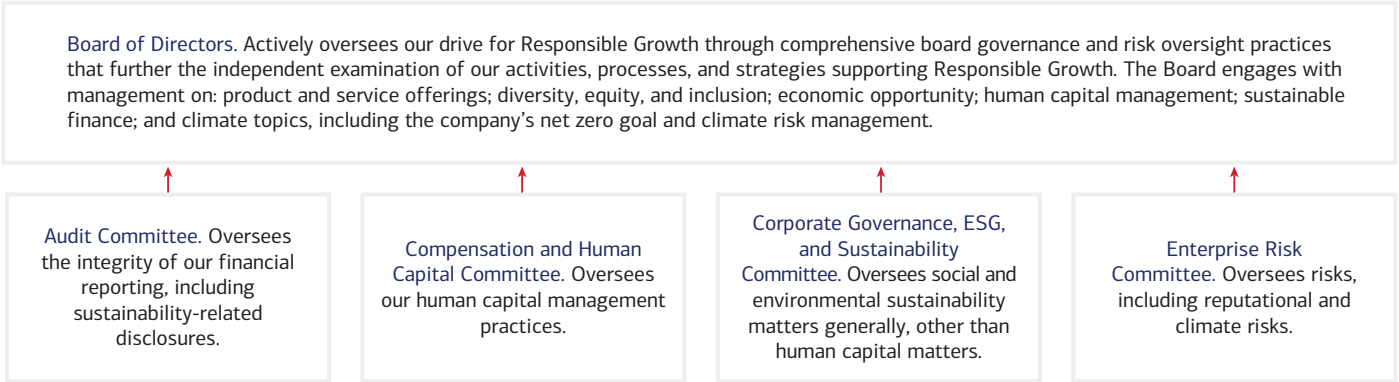 Board of Directors. Actively oversees our drive for Responsible Growth through comprehensive board governance and risk oversight practices
that further the independent examination of our activities, processes, and strategies supporting Responsible Growth. The Board engages with
management on: product and service offerings; diversity, equity, and inclusion; economic opportunity; human capital management; sustainable
finance; and climate topics, including the company's net zero goal and climate risk management.
Audit Committee. Oversees
the integrity of our financial
reporting, including
sustainability-related
disclosures.
Compensation and Human
Capital Committee. Oversees
our human capital management
practices.
Corporate Governance, ESG,
and Sustainability
Committee. Oversees social and
environmental sustainability
matters generally, other than
human capital matters.
Enterprise Risk
Committee. Oversees risks,
including reputational and
climate risks.